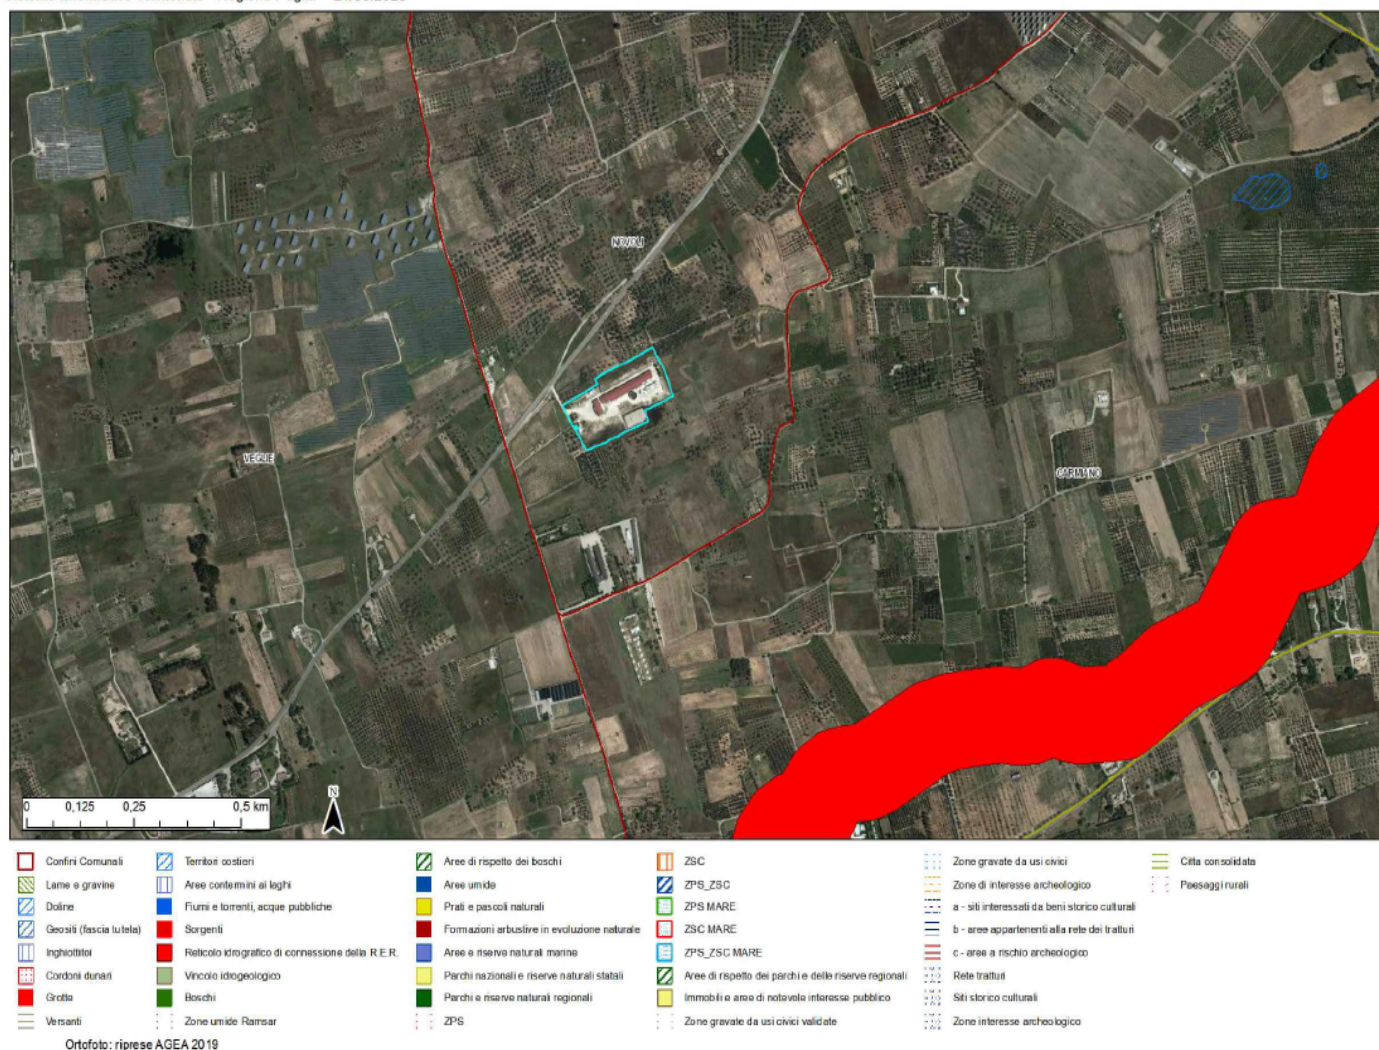 NOVOLI
VEGLIE
CARMIANO
0 0,125 0,25 0,5 km
N
Confini Comunali
Lame e gravine
Doline
Geositi (fascia tutela)
Inghiottitoi
Cordoni dunari
Grotte
Versanti
Territori costieri
Aree contermini ai laghi
Fiumi e torrenti, acque pubbliche
Sorgenti
Reticolo idrografico di connessione della R.E.R.
Vincolo idrogeologico
Boschi
Zone umide Ramsar
Aree di rispetto dei boschi
Aree umide
Prati e pascoli naturali
Formazioni arbustive in evoluzione naturale
Aree e riserve naturali marine
Parchi nazionali e riserve naturali statali
Parchi e riserve naturali regionali
ZPS
ZSC
ZPS_ZSC
ZPS MARE
ZSC MARE
ZPS_ZSC MARE
Aree di rispetto dei parchi e delle riserve regionali
Immobili e aree di notevole interesse pubblico
Zone gravate da usi civici validate
Zone gravate da usi civici
Zone di interesse archeologico
a - siti interessati da beni storico culturali
b - aree appartenenti alla rete dei tratturi
c - aree a rischio archeologico
Rete tratturi
Siti storico culturali
Zone interesse archeologico
Citta consolidata
Paesaggi rurali
Ortofoto: riprese AGEA 2019